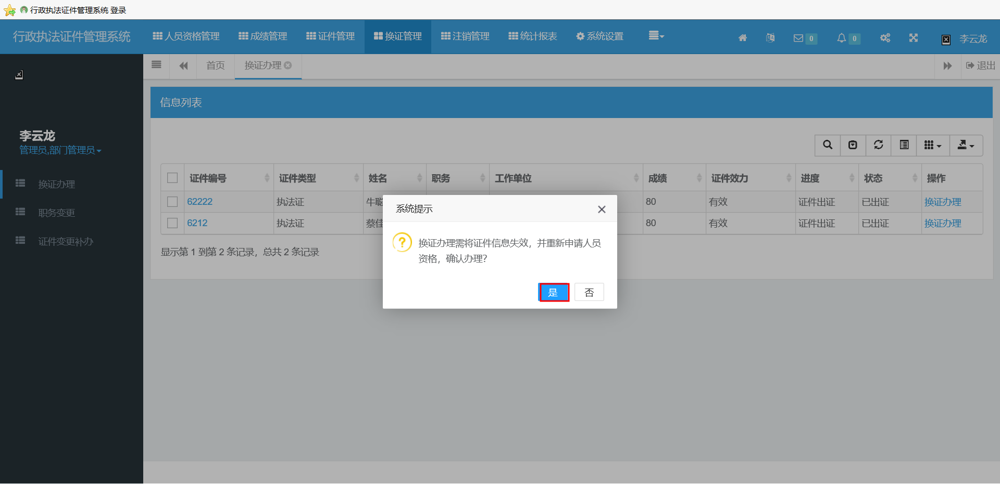 行政执法证件管理系统 登录
行政执法证件管理系统 人员资格管理 成绩管理 证件管理 换证管理 注销管理 统计报表 系统设置 0 0 李云龙
首页 换证办理 退出
信息列表
李云龙
管理员,部门管理员
换证办理
职务变更
证件变更补办
证件编号 证件类型 姓名 职务 工作单位 成绩 证件效力 进度 状态 操作
62222 执法证 牛聪 80 有效 证件出证 已出证 换证办理
6212 执法证 蔡佳 80 有效 证件出证 已出证 换证办理
显示第 1 到第 2 条记录，总共 2 条记录
系统提示
换证办理需将证件信息失效，并重新申请人员
资格，确认办理？
是 否